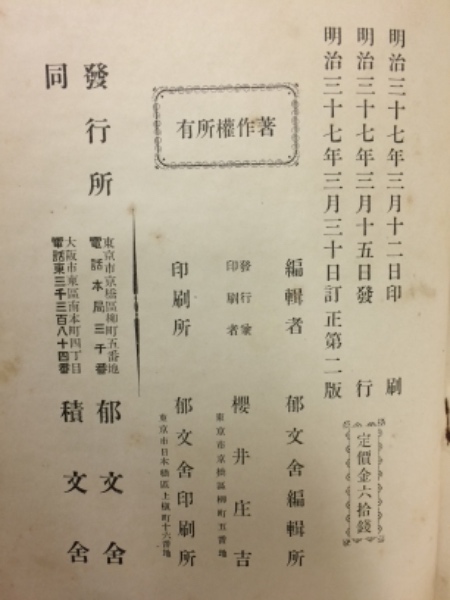 明治三十七年三月十二日印刷
明治三十七年三月十五日發行
明治三十七年三月三十日訂正第二版
定價金六拾錢
著作權所有
編輯者 郁文舍編輯所
發行兼印刷者 櫻井庄吉
東京市京橋區柳町五番地
印刷所 郁文舍印刷所
東京市日本橋區上槇町十六番地
發行所
東京市京橋區柳町五番地
電話本局三千番
郁文舍
同
大阪市東區南本町四丁目
電話東三千三百八十四番
積文舍